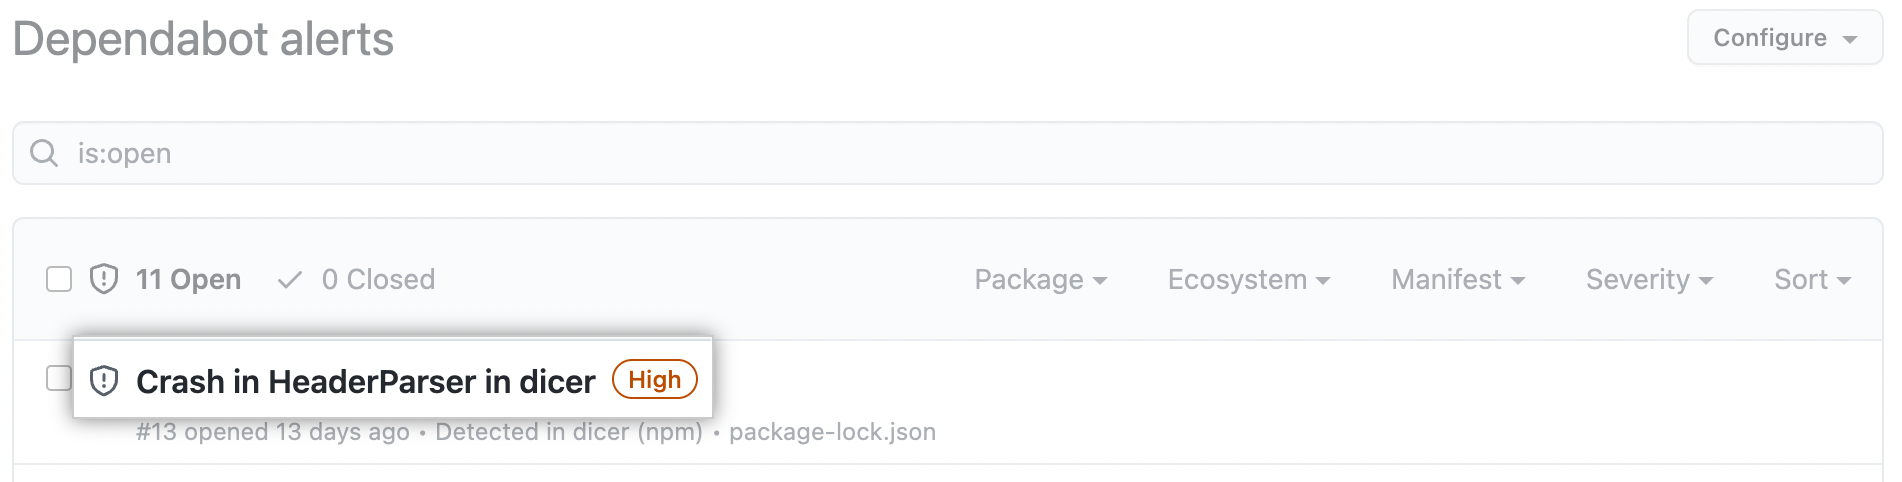 Dependabot alerts
Configure
is:open
11 Open 0 Closed Package Ecosystem Manifest Severity Sort
Crash in HeaderParser in dicer High
#13 opened 13 days ago • Detected in dicer (npm) • package-lock.json